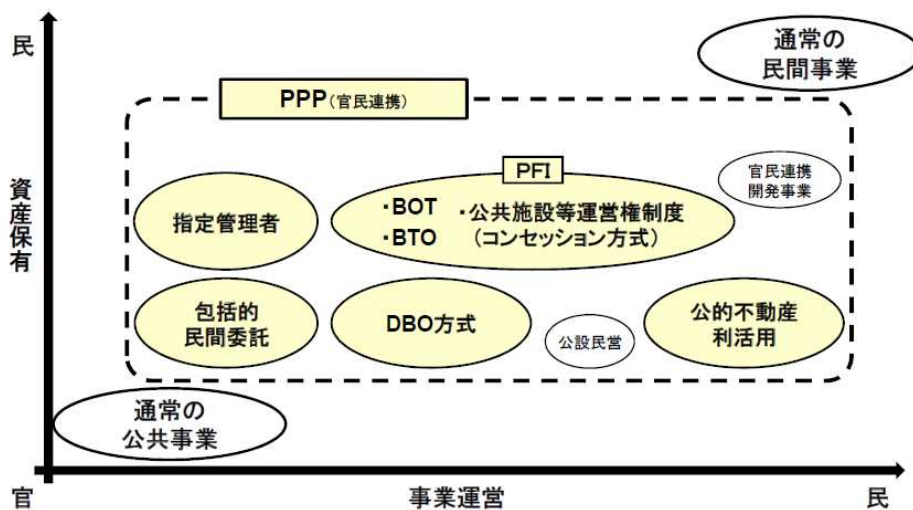 民
通常の
民間事業
PPP(官民連携)
PFI
官民連携
開発事業
資産保有
指定管理者
・BOT ・公共施設等運営権制度
・BTO (コンセッション方式)
包括的
民間委託
DBO方式
公設民営
公的不動産
利活用
通常の
公共事業
官
事業運営
民